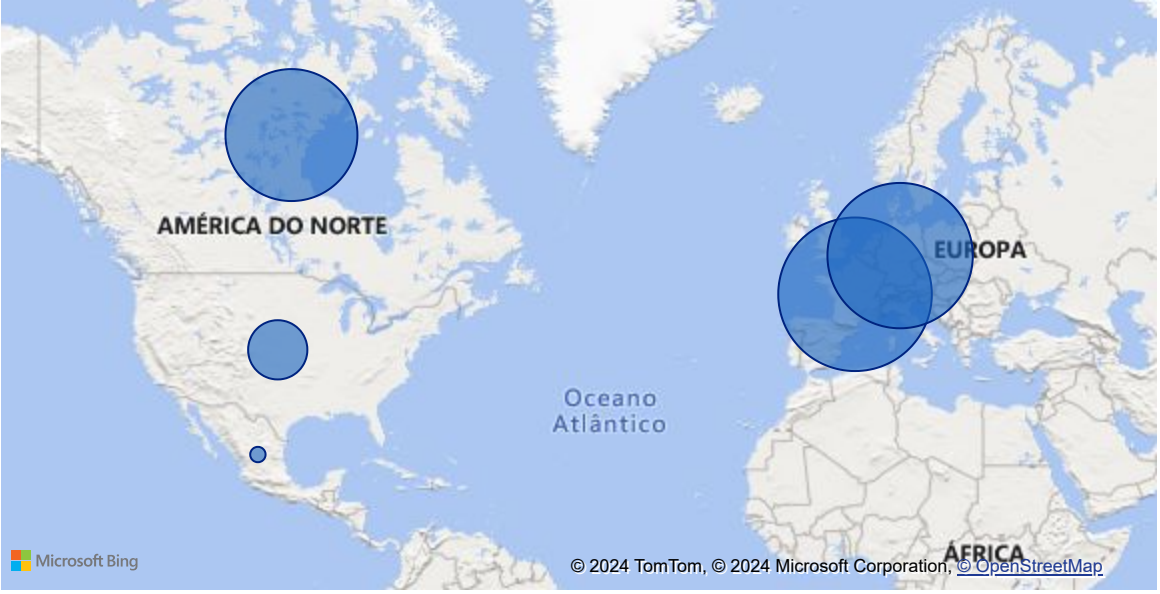 AMÉRICA DO NORTE
EUROPA
Oceano
Atlântico
ÁFRICA
Microsoft Bing
© 2024 TomTom, © 2024 Microsoft Corporation, © OpenStreetMap